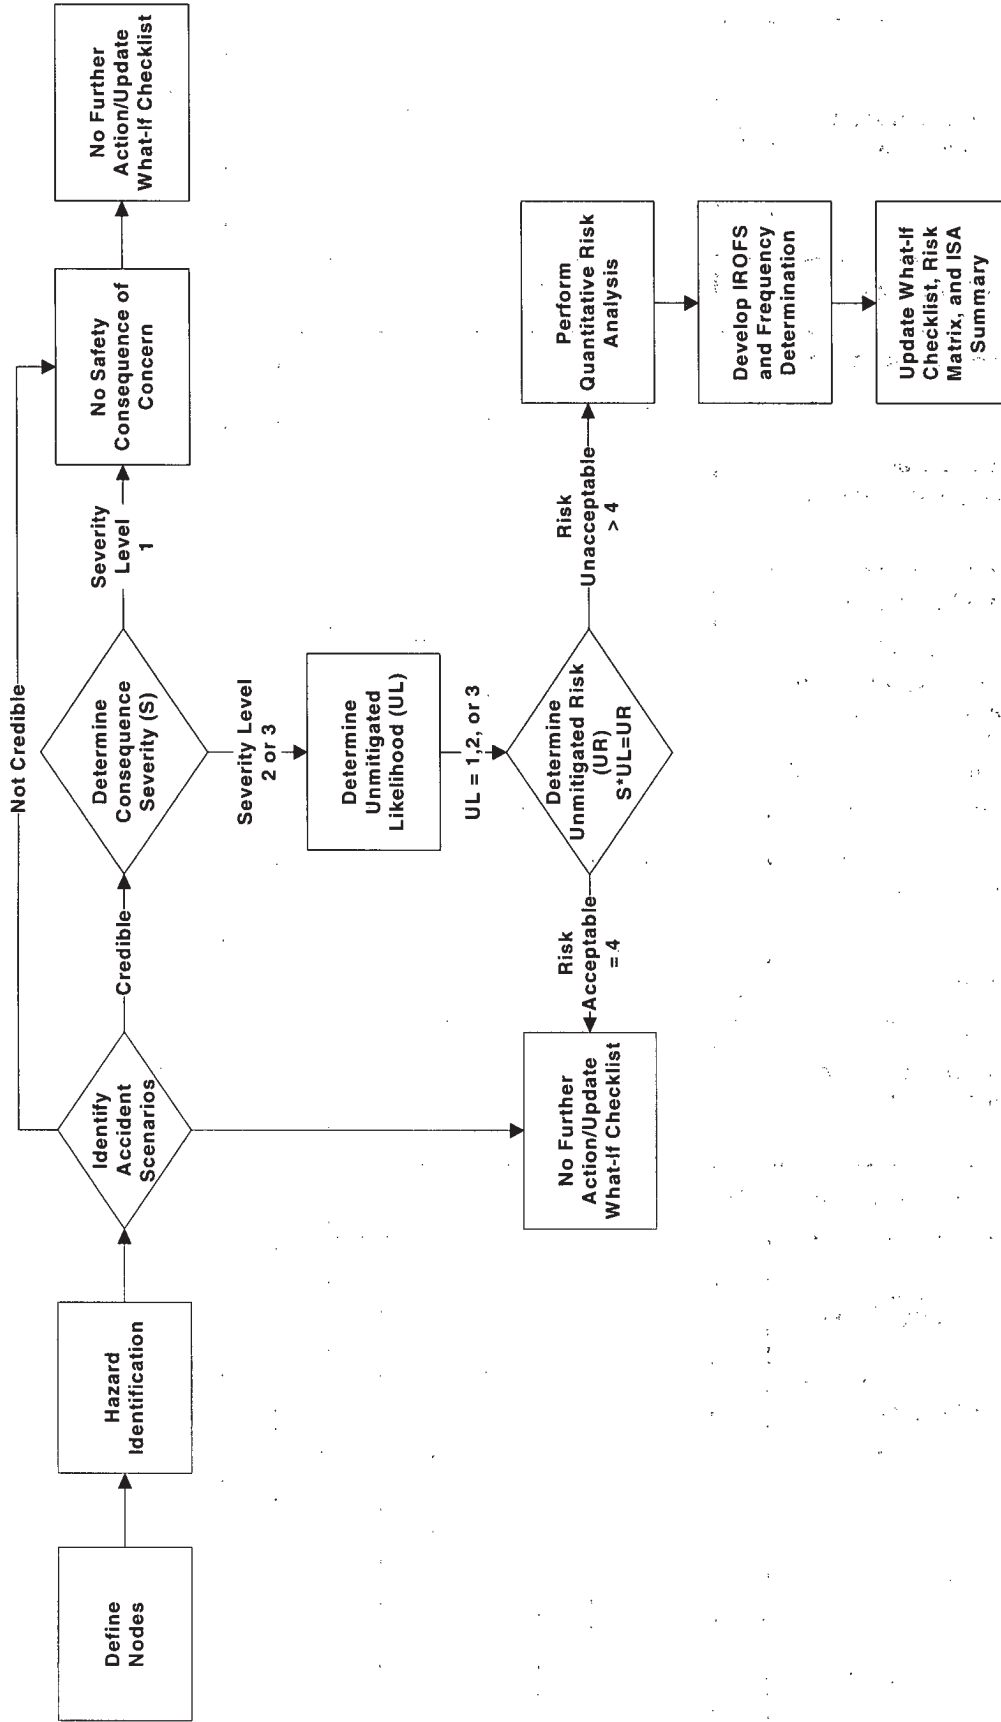 Define
Nodes
Hazard
Identification
Identify
Accident
Scenarios
Not Credible
Credible
Determine
Consequence
Severity (S)
Severity
Level
1
No Safety
Consequence of
Concern
No Further
Action/Update
What-If Checklist
Severity Level
2 or 3
Determine
Unmitigated
Likelihood (UL)
UL = 1,2, or 3
Determine
Unmitigated Risk
(UR)
S*UL=UR
Risk
Acceptable
= 4
No Further
Action/Update
What-If Checklist
Risk
Unacceptable
> 4
Perform
Quantitative Risk
Analysis
Develop IROFS
and Frequency
Determination
Update What-If
Checklist, Risk
Matrix, and ISA
Summary